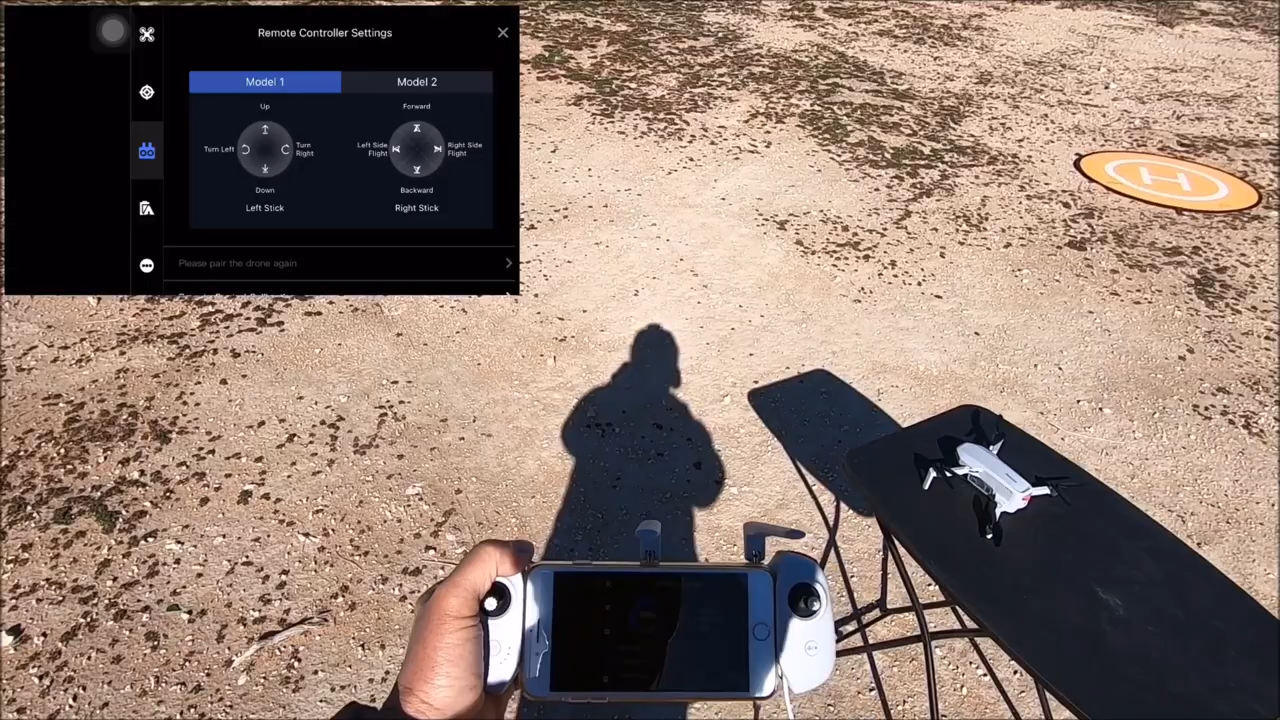 Remote Controller Settings
Model 1
Model 2
Up
Forward
Turn Left
Turn Right
Left Side Flight
Right Side Flight
Down
Backward
Left Stick
Right Stick
Please pair the drone again
H